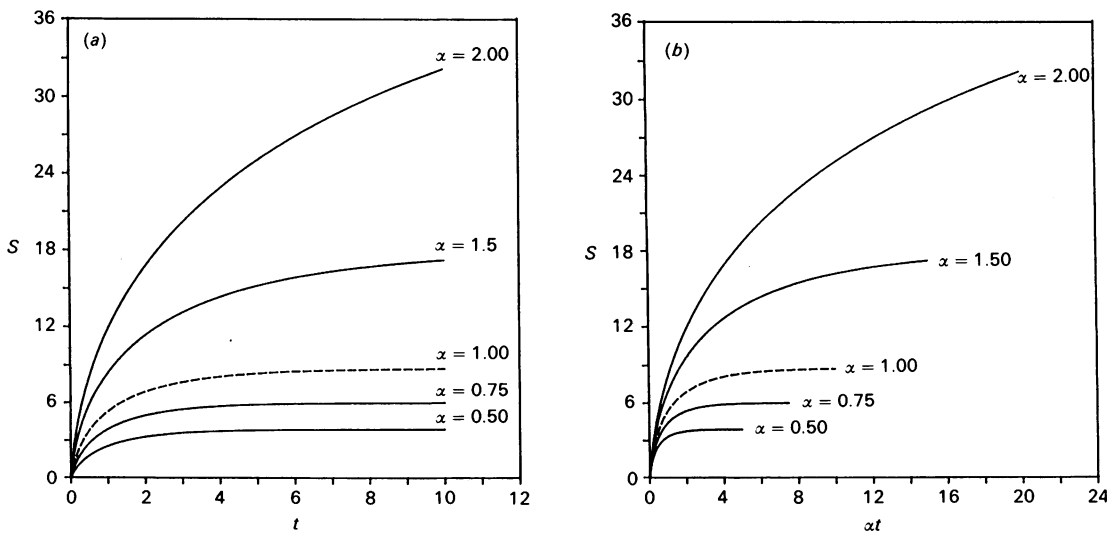 (a)
36
30
24
18
12
6
0
S
α = 2.00
α = 1.5
α = 1.00
α = 0.75
α = 0.50
0 2 4 6 8 10 12
t
(b)
36
30
24
18
12
6
0
S
α = 2.00
α = 1.50
α = 1.00
α = 0.75
α = 0.50
0 4 8 12 16 20 24
αt